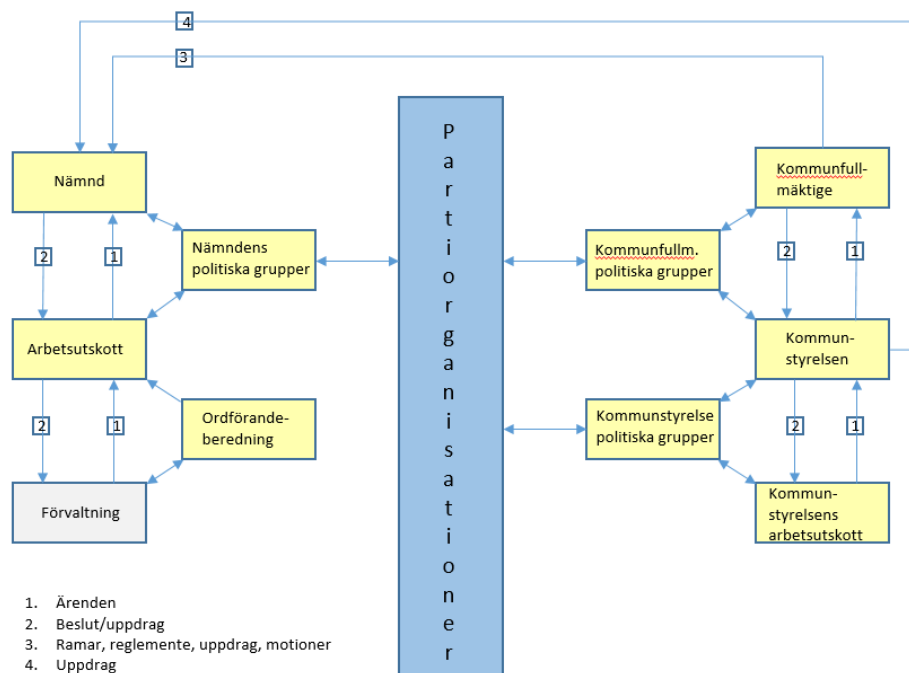 4
3
Nämnd
2
1
Nämndens
politiska grupper
Arbetsutskott
2
1
Ordförande-
beredning
Förvaltning
P
a
r
t
i
o
r
g
a
n
i
s
a
t
i
o
n
e
r
Kommunfull-
mäktige
Kommunfullm.
politiska grupper
2
1
Kommun-
styrelsen
Kommunstyrelse
politiska grupper
2
1
Kommun-
styrelsens
arbetsutskott
1. Ärenden
2. Beslut/uppdrag
3. Ramar, reglemente, uppdrag, motioner
4. Uppdrag